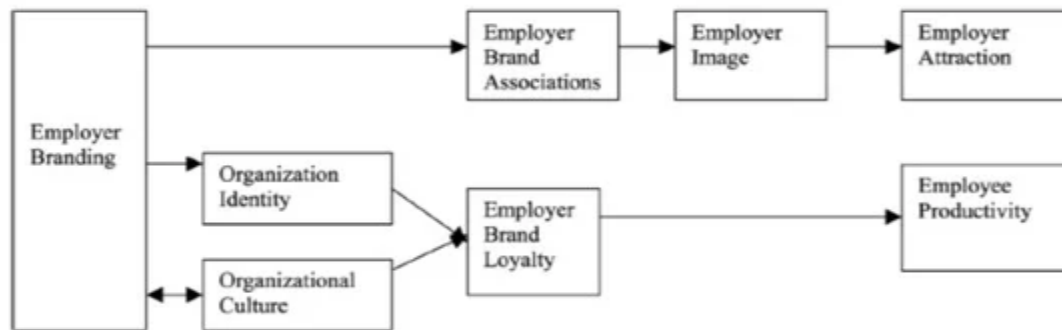 Employer
Branding
Employer
Brand
Associations
Employer
Image
Employer
Attraction
Organization
Identity
Organizational
Culture
Employer
Brand
Loyalty
Employee
Productivity